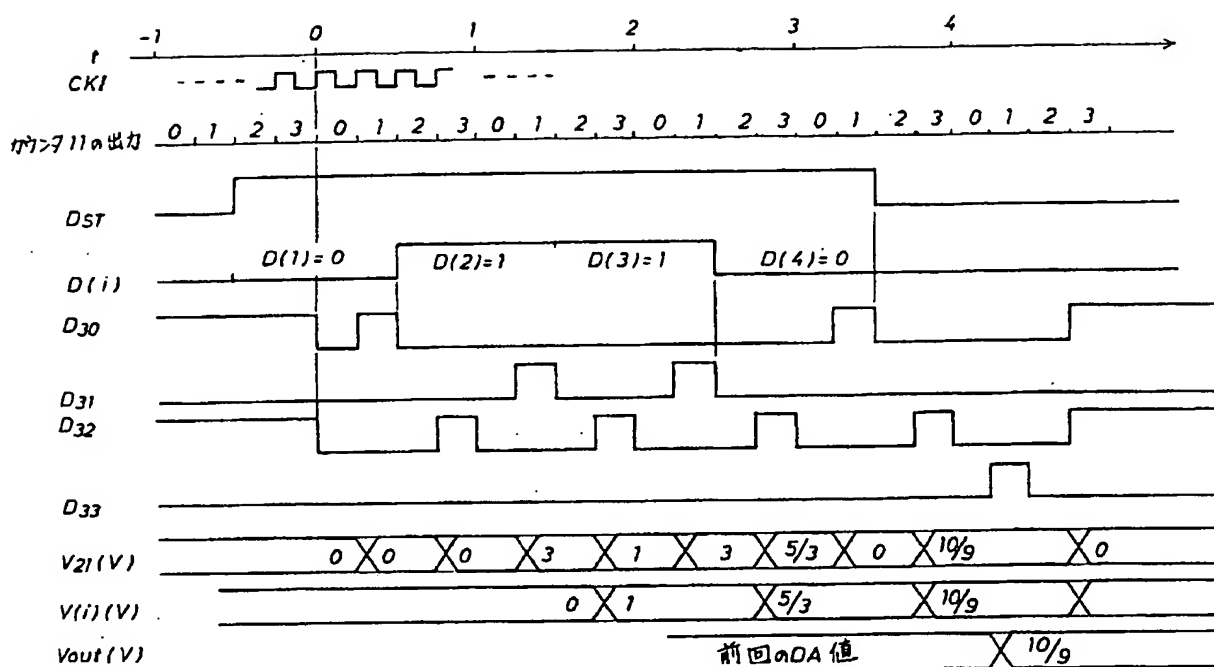 -1 0 1 2 3 4
t
CK1
0 1 2 3 0 1 2 3 0 1 2 3 0 1 2 3 0 1 2 3 0 1 2 3
カウンタ11の出力
DST
D(1)=0 D(2)=1 D(3)=1 D(4)=0
D(i)
D30
D31
D32
D33
V21(V) 0 0 0 3 1 3 5/3 0 10/9 0
V(i)(V) 0 1 5/3 10/9
Vout(V) 前回のDA値 10/9